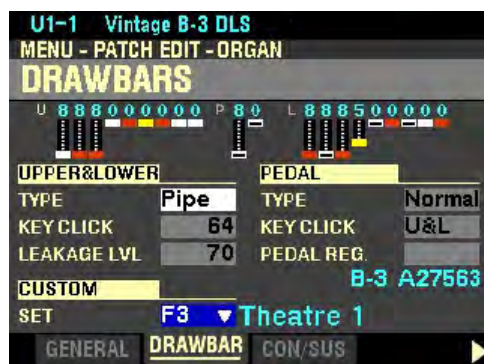 U1-1 Vintage B-3 DLS
MENU - PATCH EDIT - ORGAN
DRAWBARS
U 888000000 P 80 L 888500000
UPPER&LOWER PEDAL
TYPE Pipe TYPE Normal
KEY CLICK 64 KEY CLICK U&L
LEAKAGE LVL 70 PEDAL REG.
B-3 A27563
CUSTOM
SET F3 Theatre 1
GENERAL DRAWBAR CON/SUS